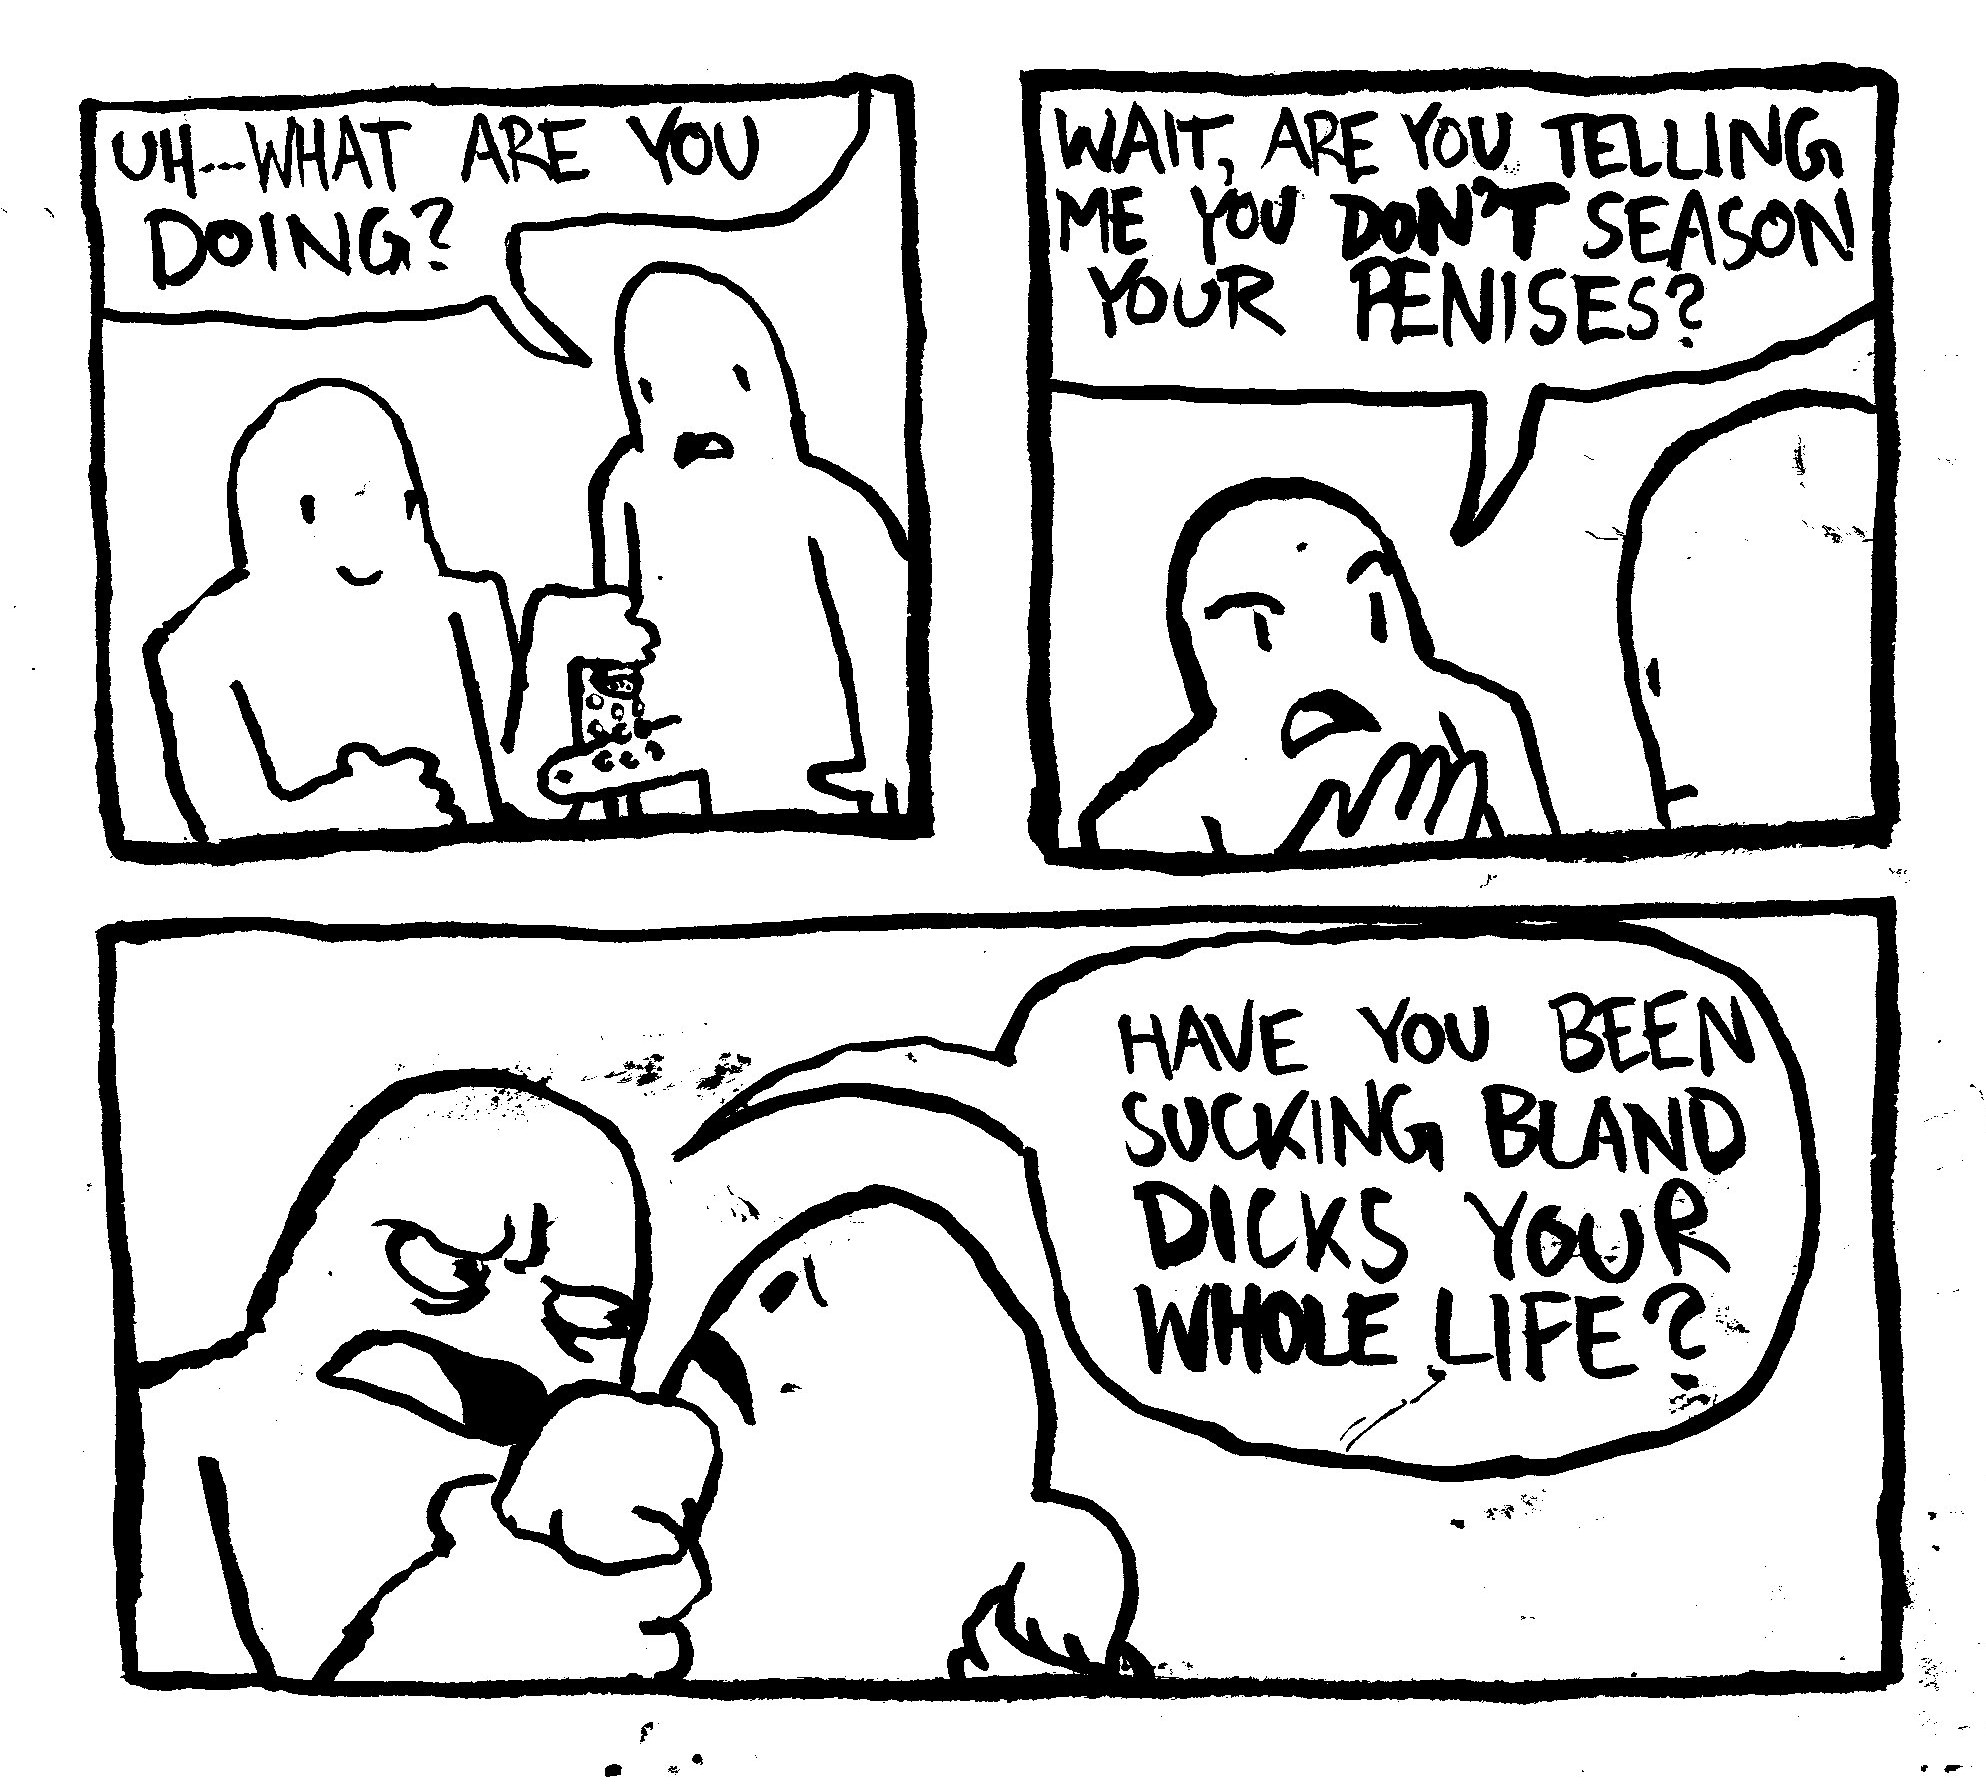 UH...WHAT ARE YOU
DOING?
WAIT, ARE YOU TELLING
ME YOU DON'T SEASON
YOUR PENISES?
HAVE YOU BEEN
SUCKING BLAND
DICKS YOUR
WHOLE LIFE?